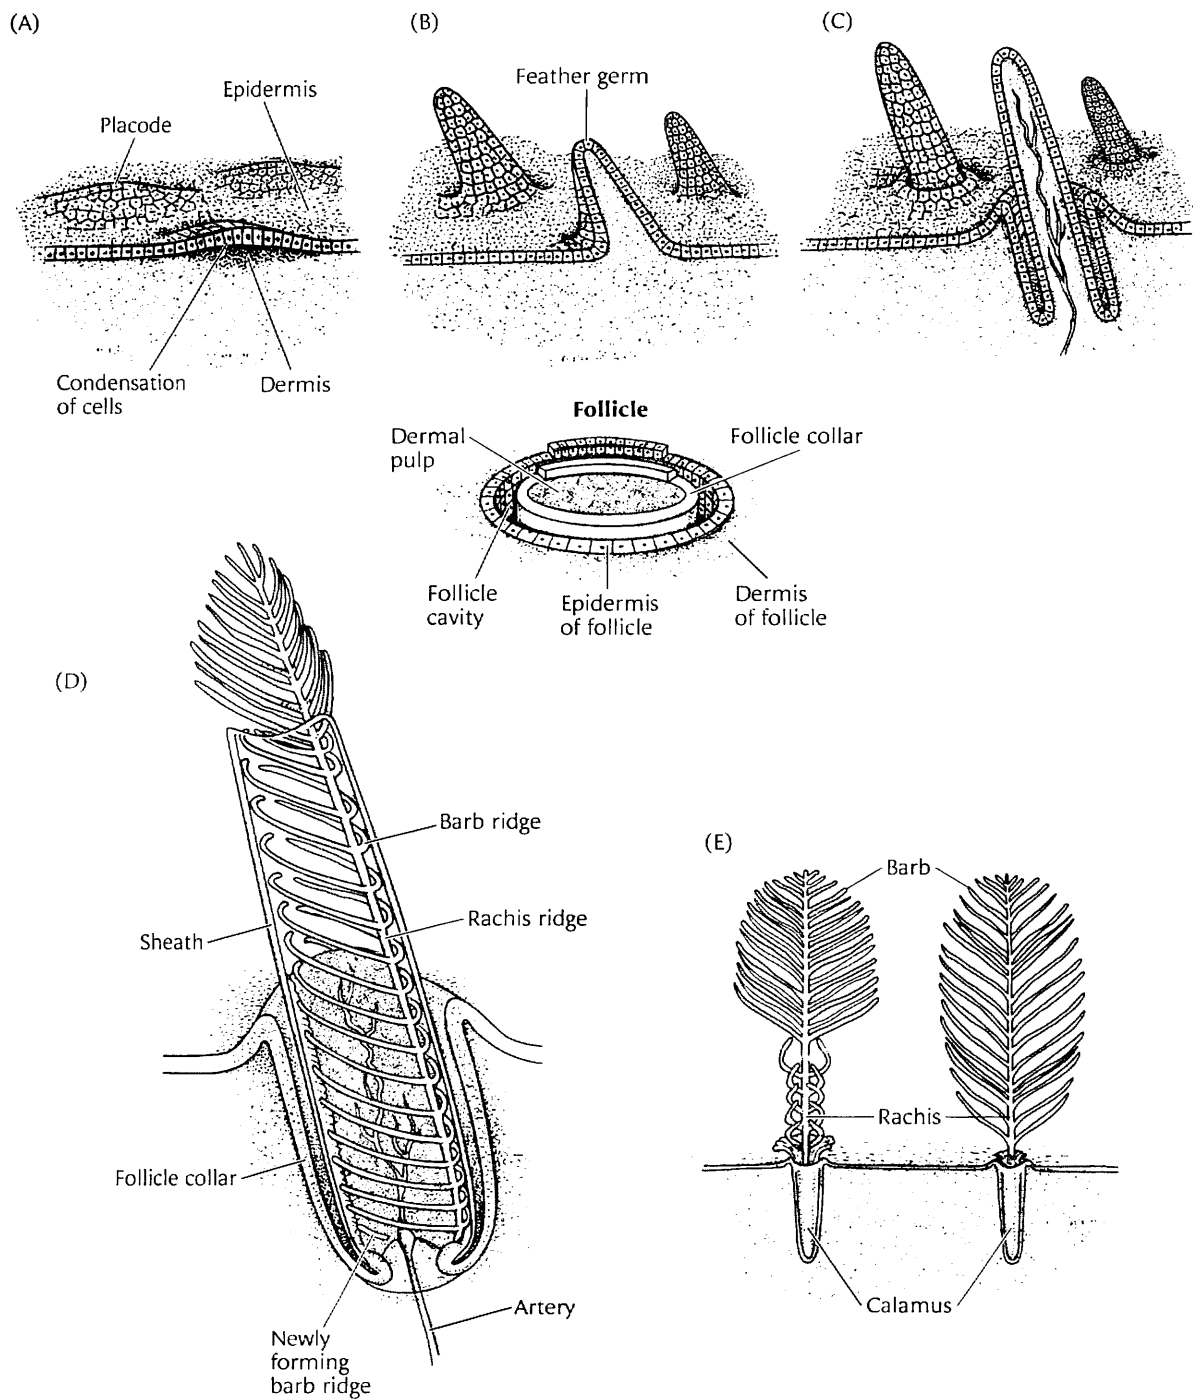 (A)
Epidermis
Placode
Condensation
of cells
Dermis
(B)
Feather germ
(C)
Follicle
Dermal
pulp
Follicle collar
Follicle
cavity
Epidermis
of follicle
Dermis
of follicle
(D)
Barb ridge
Rachis ridge
Sheath
Follicle collar
Artery
Newly
forming
barb ridge
(E)
Barb
Rachis
Calamus